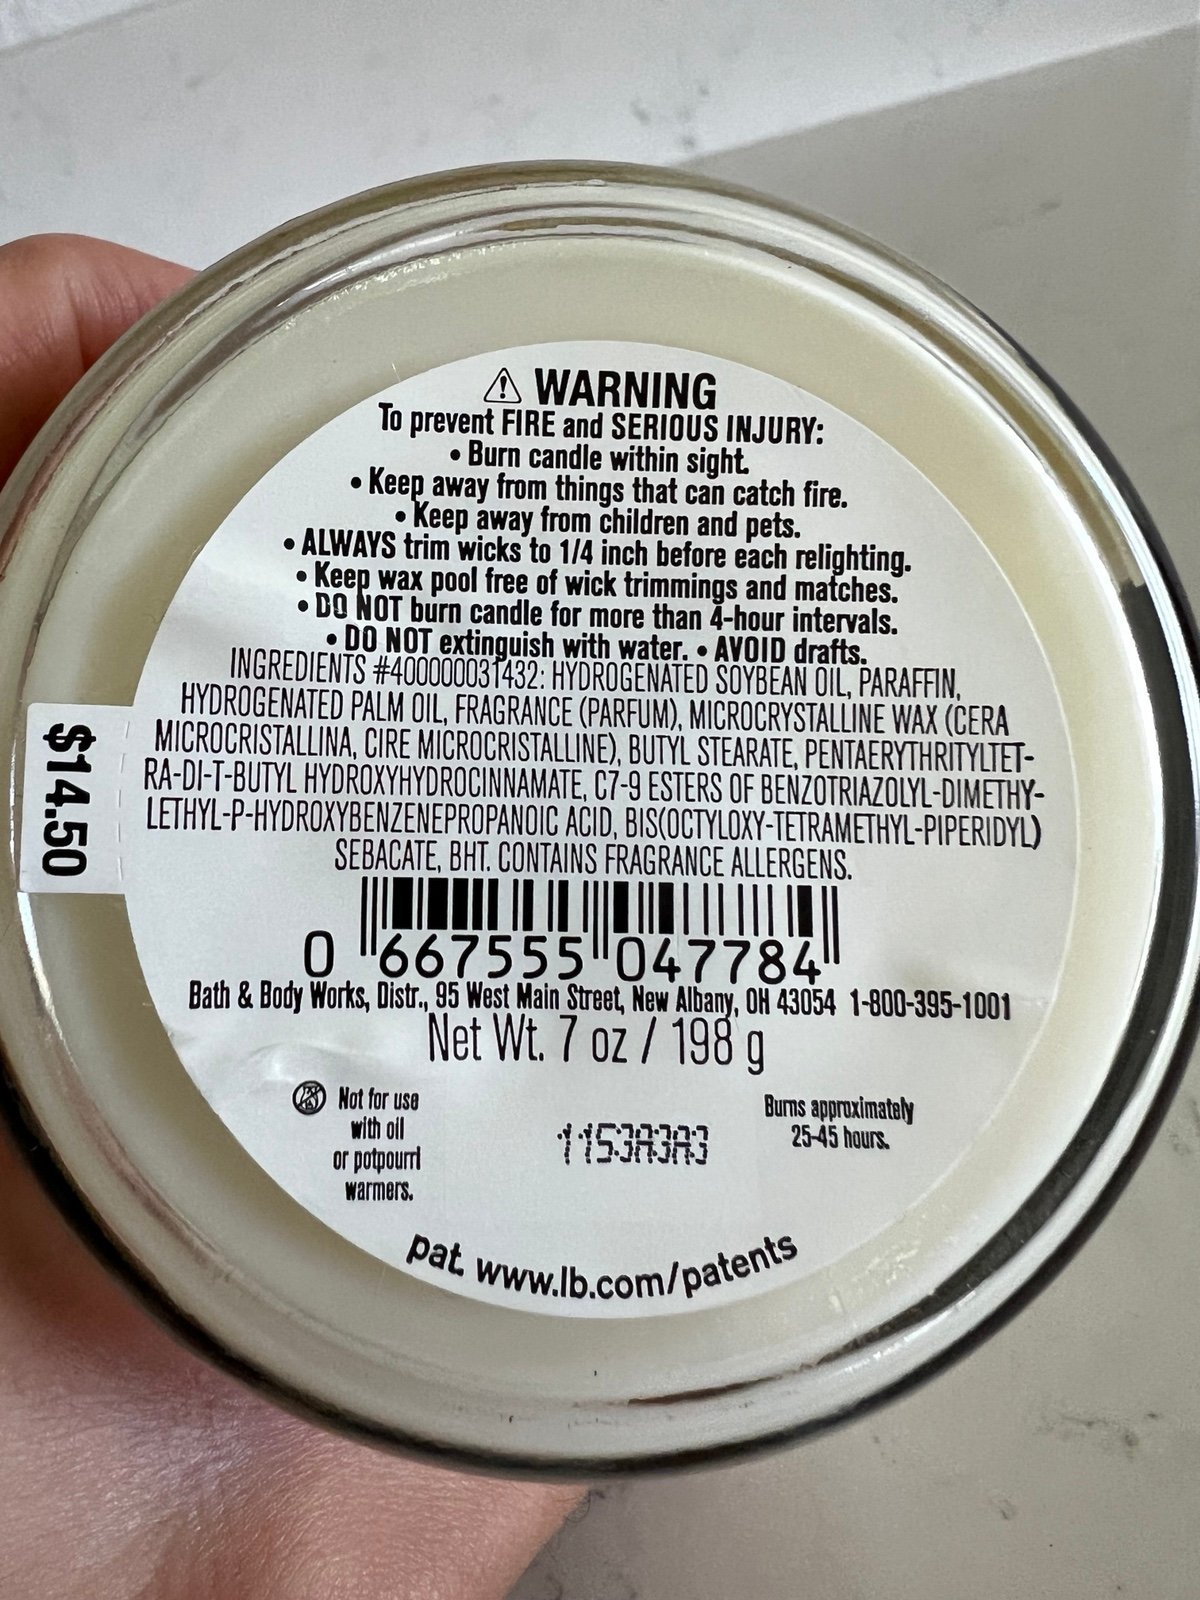 ⚠ WARNING
To prevent FIRE and SERIOUS INJURY:
• Burn candle within sight.
• Keep away from things that can catch fire.
• Keep away from children and pets.
• ALWAYS trim wicks to 1/4 inch before each relighting.
• Keep wax pool free of wick trimmings and matches.
• DO NOT burn candle for more than 4-hour intervals.
• DO NOT extinguish with water. • AVOID drafts.
INGREDIENTS #400000031432: HYDROGENATED SOYBEAN OIL, PARAFFIN,
HYDROGENATED PALM OIL, FRAGRANCE (PARFUM), MICROCRYSTALLINE WAX (CERA
MICROCRISTALLINA, CIRE MICROCRISTALLINE), BUTYL STEARATE, PENTAERYTHRITYLTET-
RA-DI-T-BUTYL HYDROXYHYDROCINNAMATE, C7-9 ESTERS OF BENZOTRIAZOLYL-DIMETHY-
LETHYL-P-HYDROXYBENZENEPROPANOIC ACID, BIS(OCTYLOXY-TETRAMETHYL-PIPERIDYL)
SEBACATE, BHT. CONTAINS FRAGRANCE ALLERGENS.
$14.50
0 667555 047784
Bath & Body Works, Distr., 95 West Main Street, New Albany, OH 43054 1-800-395-1001
Net Wt. 7 oz / 198 g
Not for use
with oil
or potpourri
warmers.
1153A3A3
Burns approximately
25-45 hours.
pat. www.lb.com/patents